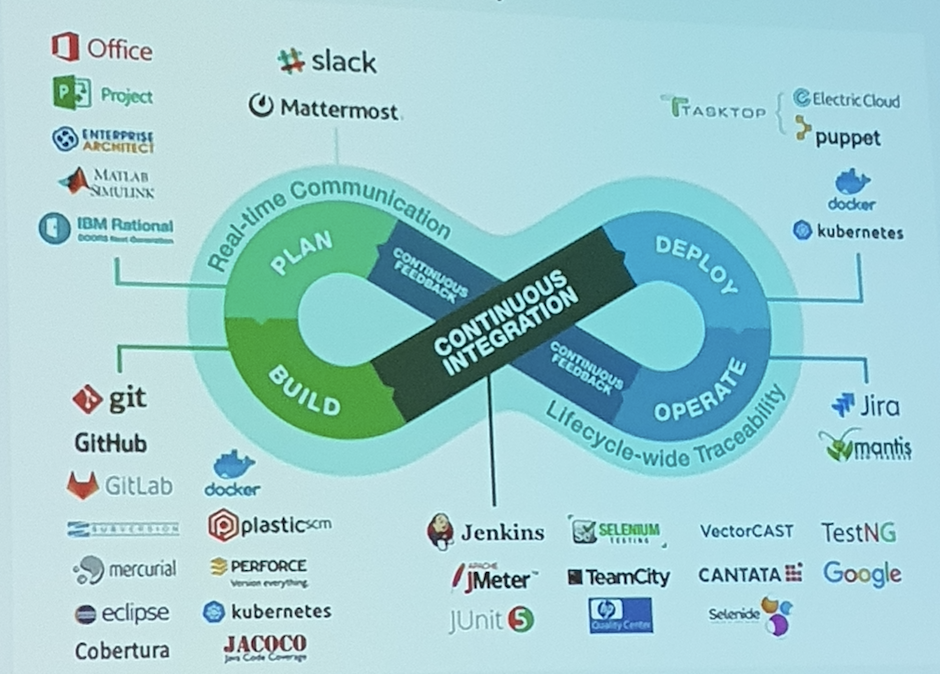 Office
Project
ENTERPRISE
ARCHITECT
MATLAB
SIMULINK
IBM Rational
DOORS Next Generation
slack
Mattermost
TASKTOP
ElectricCloud
puppet
docker
kubernetes
Real-time Communication
PLAN
CONTINUOUS
FEEDBACK
CONTINUOUS
INTEGRATION
DEPLOY
BUILD
CONTINUOUS
FEEDBACK
OPERATE
Lifecycle-wide Traceability
git
GitHub
GitLab
SUBVERSION
mercurial
eclipse
Cobertura
docker
plasticscm
PERFORCE
Version everything.
kubernetes
JACOCO
Java Code Coverage
Jenkins
APACHE
JMeter™
JUnit 5
SELENIUM
TESTING
TeamCity
hp
Quality Center
VectorCAST
CANTATA
Selenide
TestNG
Google
Jira
mantis